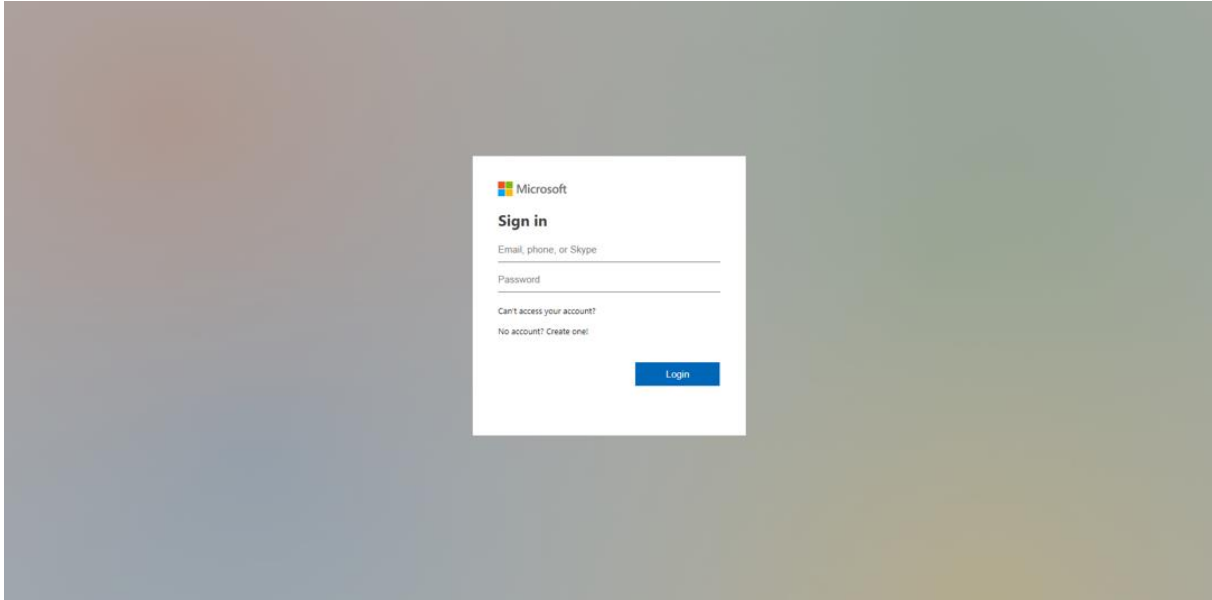 Microsoft
Sign in
Email, phone, or Skype
Password
Can't access your account?
No account? Create one!
Login